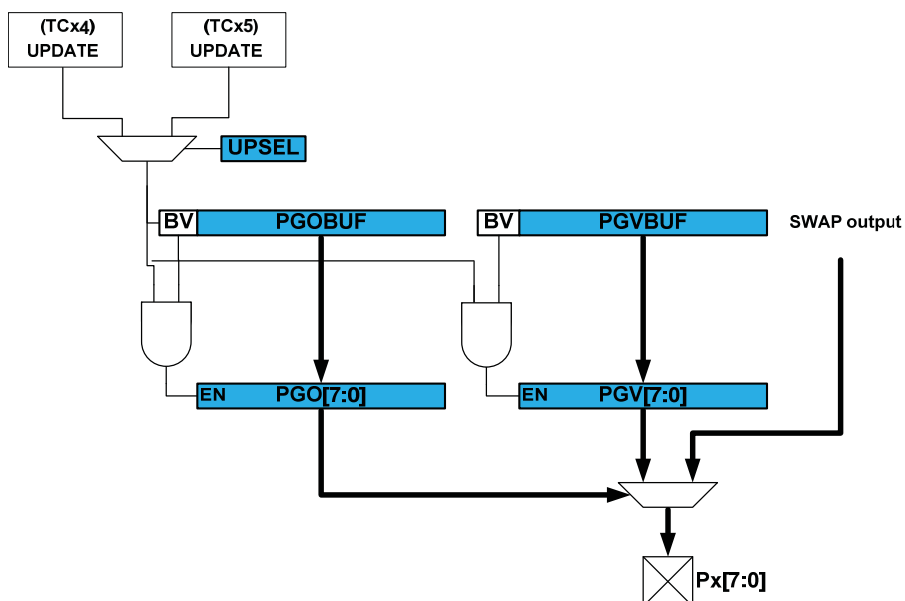 (TCx4) (TCx5)
UPDATE UPDATE
UPSEL
BV PGOBUF BV PGVBUF SWAP output
EN PGO[7:0] EN PGV[7:0]
Px[7:0]